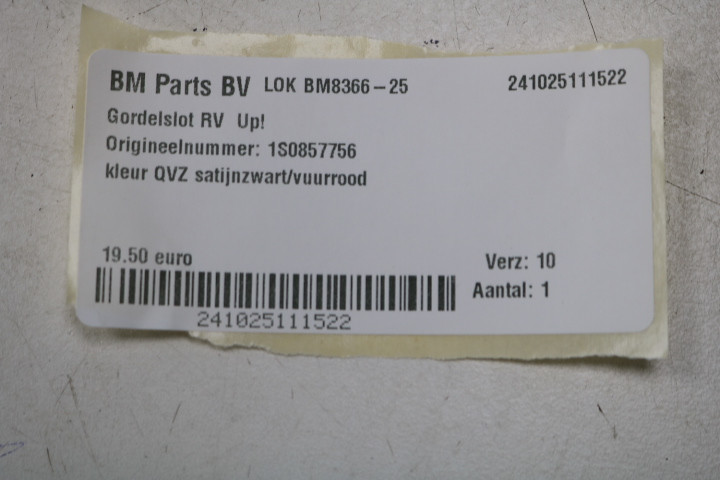 BM Parts BV LOK BM8366-25 241025111522
Gordelslot RV Up!
Origineelnummer: 1S0857756
kleur QVZ satijnzwart/vuurrood
19.50 euro Verz: 10
Aantal: 1
241025111522